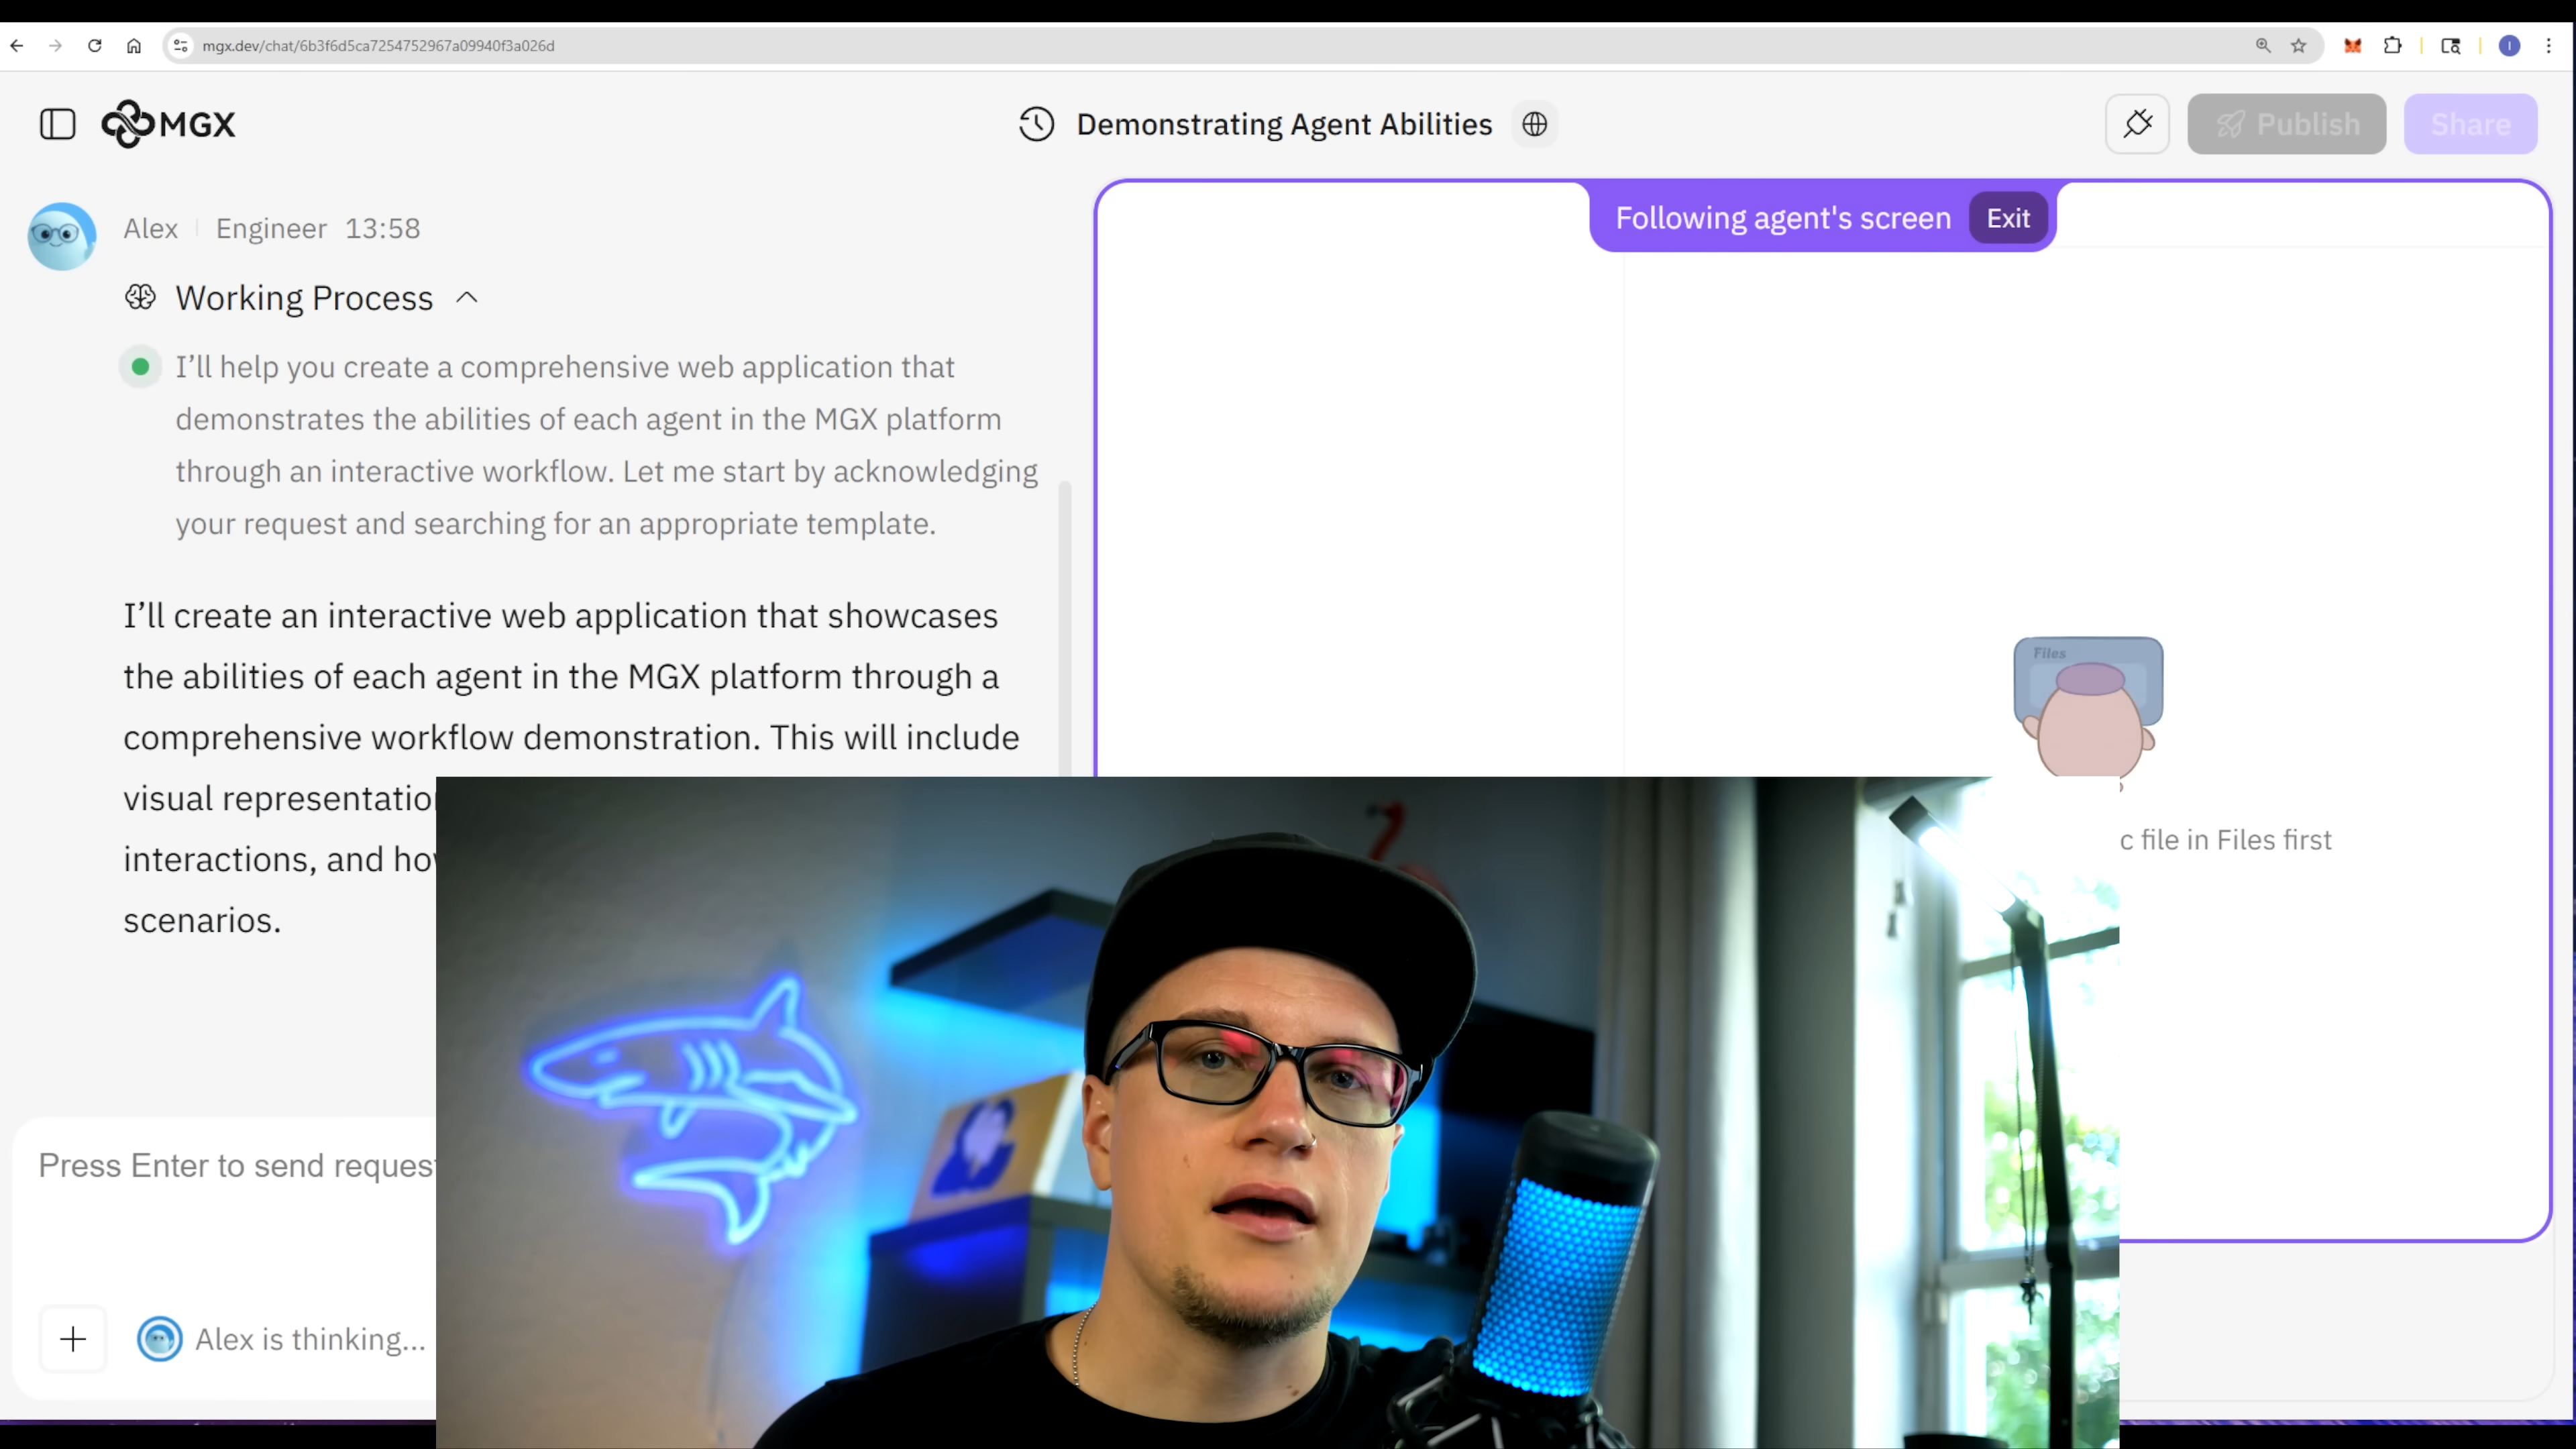 mgx.dev/chat/6b3f6d5ca7254752967a09940f3a026d
MGX
Demonstrating Agent Abilities
Publish
Share
Alex
Engineer 13:58
Following agent's screen
Exit
Working Process
I’ll help you create a comprehensive web application that
demonstrates the abilities of each agent in the MGX platform
through an interactive workflow. Let me start by acknowledging
your request and searching for an appropriate template.
I’ll create an interactive web application that showcases
the abilities of each agent in the MGX platform through a
comprehensive workflow demonstration. This will include
visual
interactions, and
scenarios.
Files
file in Files first
Press Enter to send
Alex is thinking...